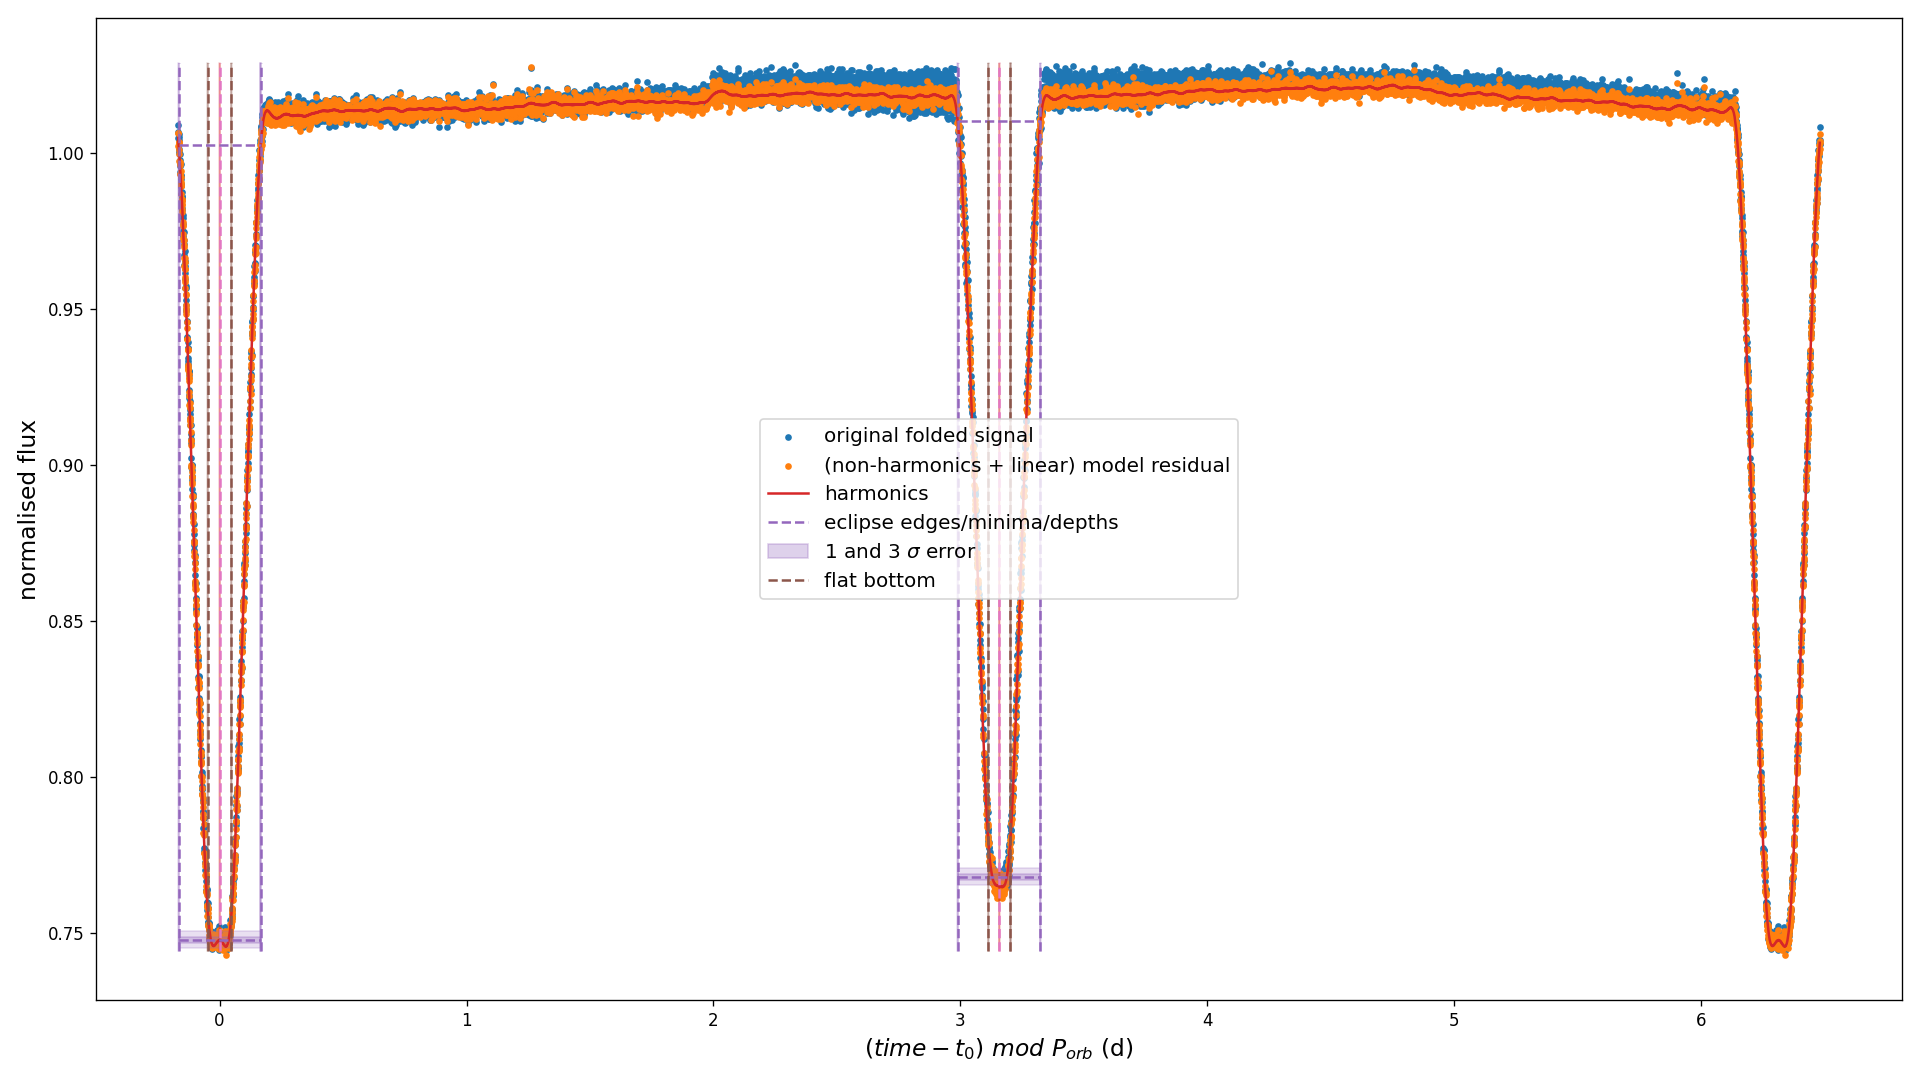 normalised flux
1.00
0.95
0.90
0.85
0.80
0.75
original folded signal
(non-harmonics + linear) model residual
harmonics
eclipse edges/minima/depths
1 and 3 σ error
flat bottom
0 1 2 3 4 5 6
(time − t₀) mod P_orb (d)